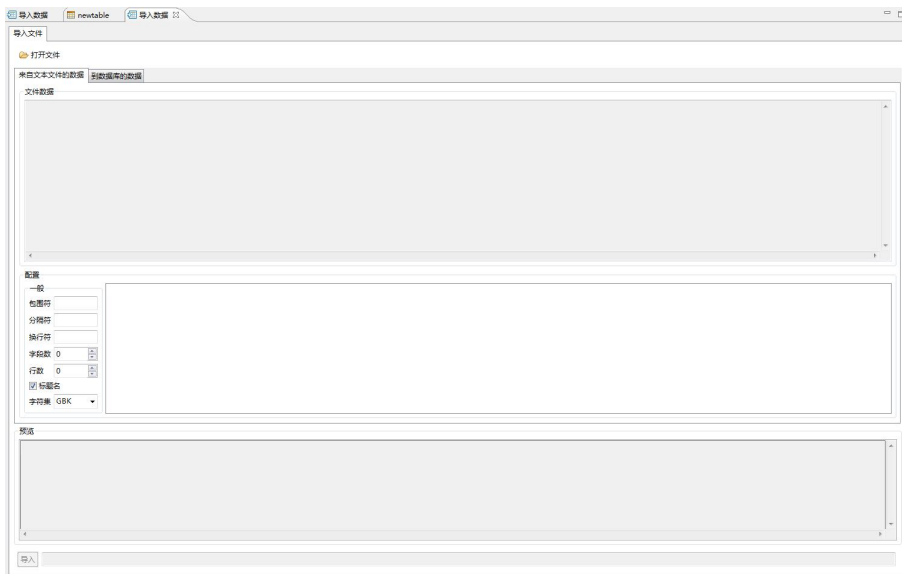 导入数据 newtable 导入数据
导入文件
打开文件
来自文本文件的数据 到数据库的数据
文件数据
配置
一般
包围符
分隔符
换行符
字段数 0
行数 0
标题名
字符集 GBK
预览
导入